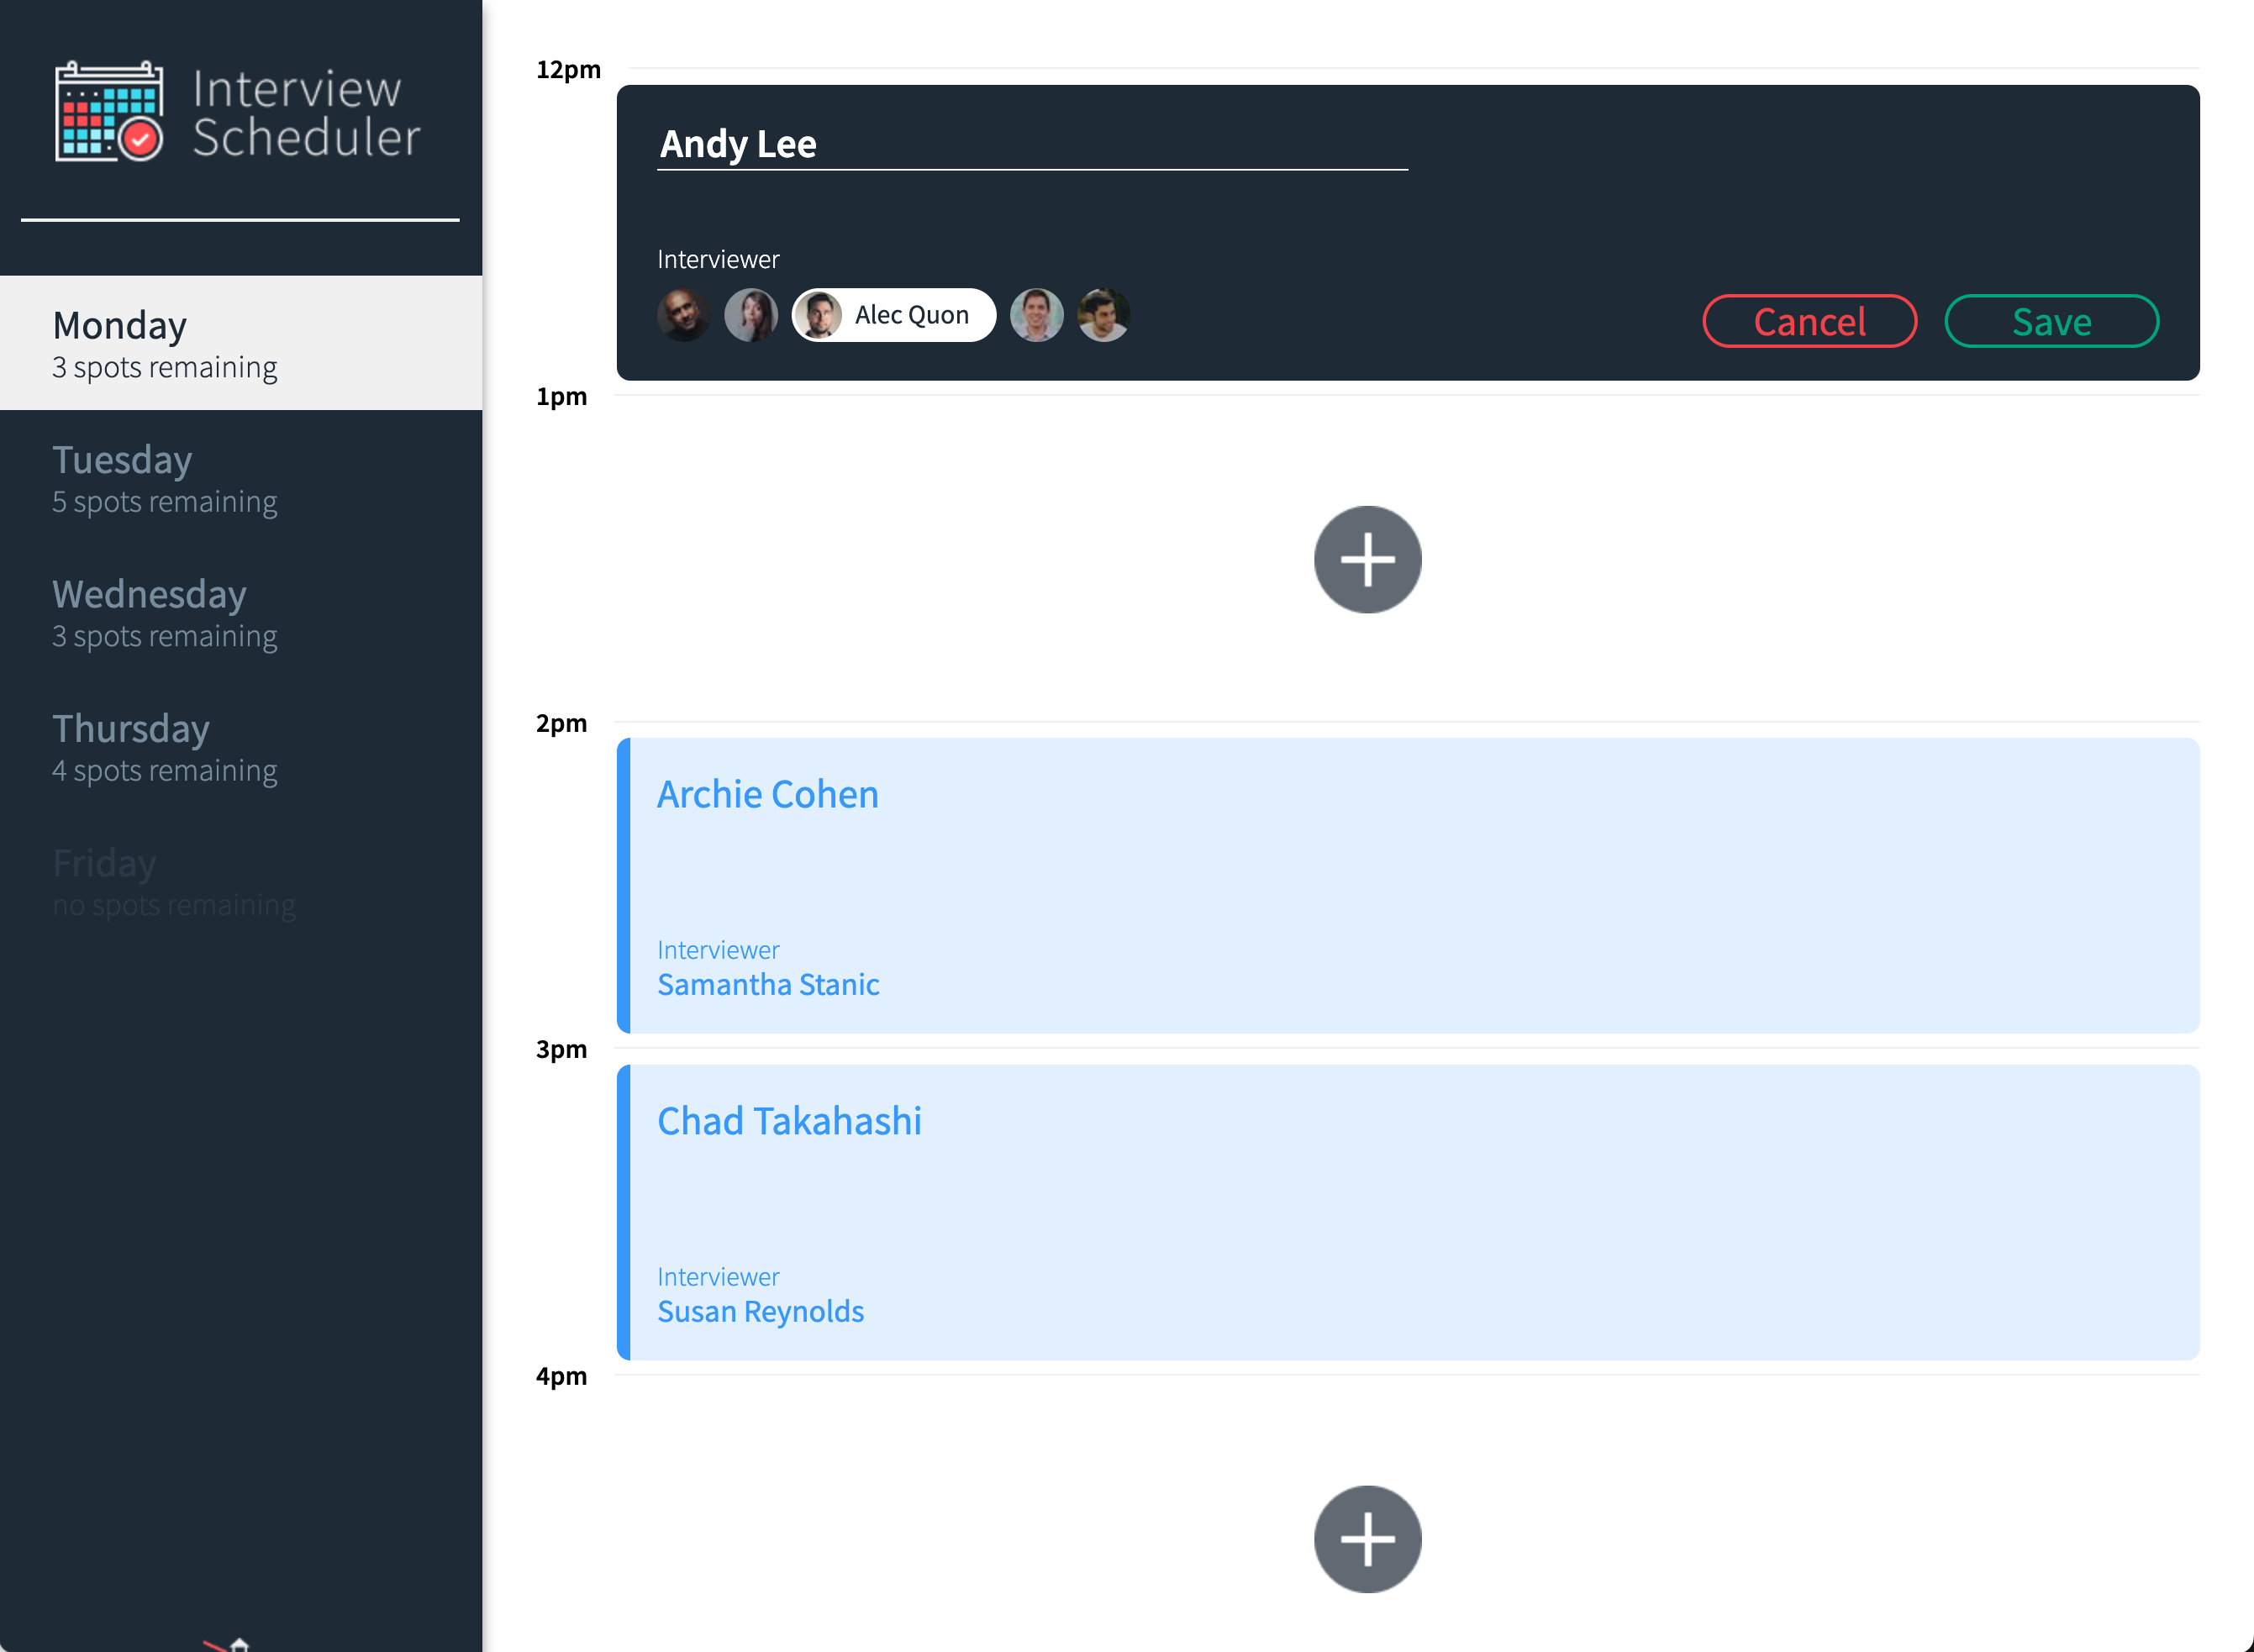 Interview
Scheduler
Monday
3 spots remaining
Tuesday
5 spots remaining
Wednesday
3 spots remaining
Thursday
4 spots remaining
Friday
no spots remaining
12pm
Andy Lee
Interviewer
Alec Quon
Cancel
Save
1pm
2pm
Archie Cohen
Interviewer
Samantha Stanic
3pm
Chad Takahashi
Interviewer
Susan Reynolds
4pm